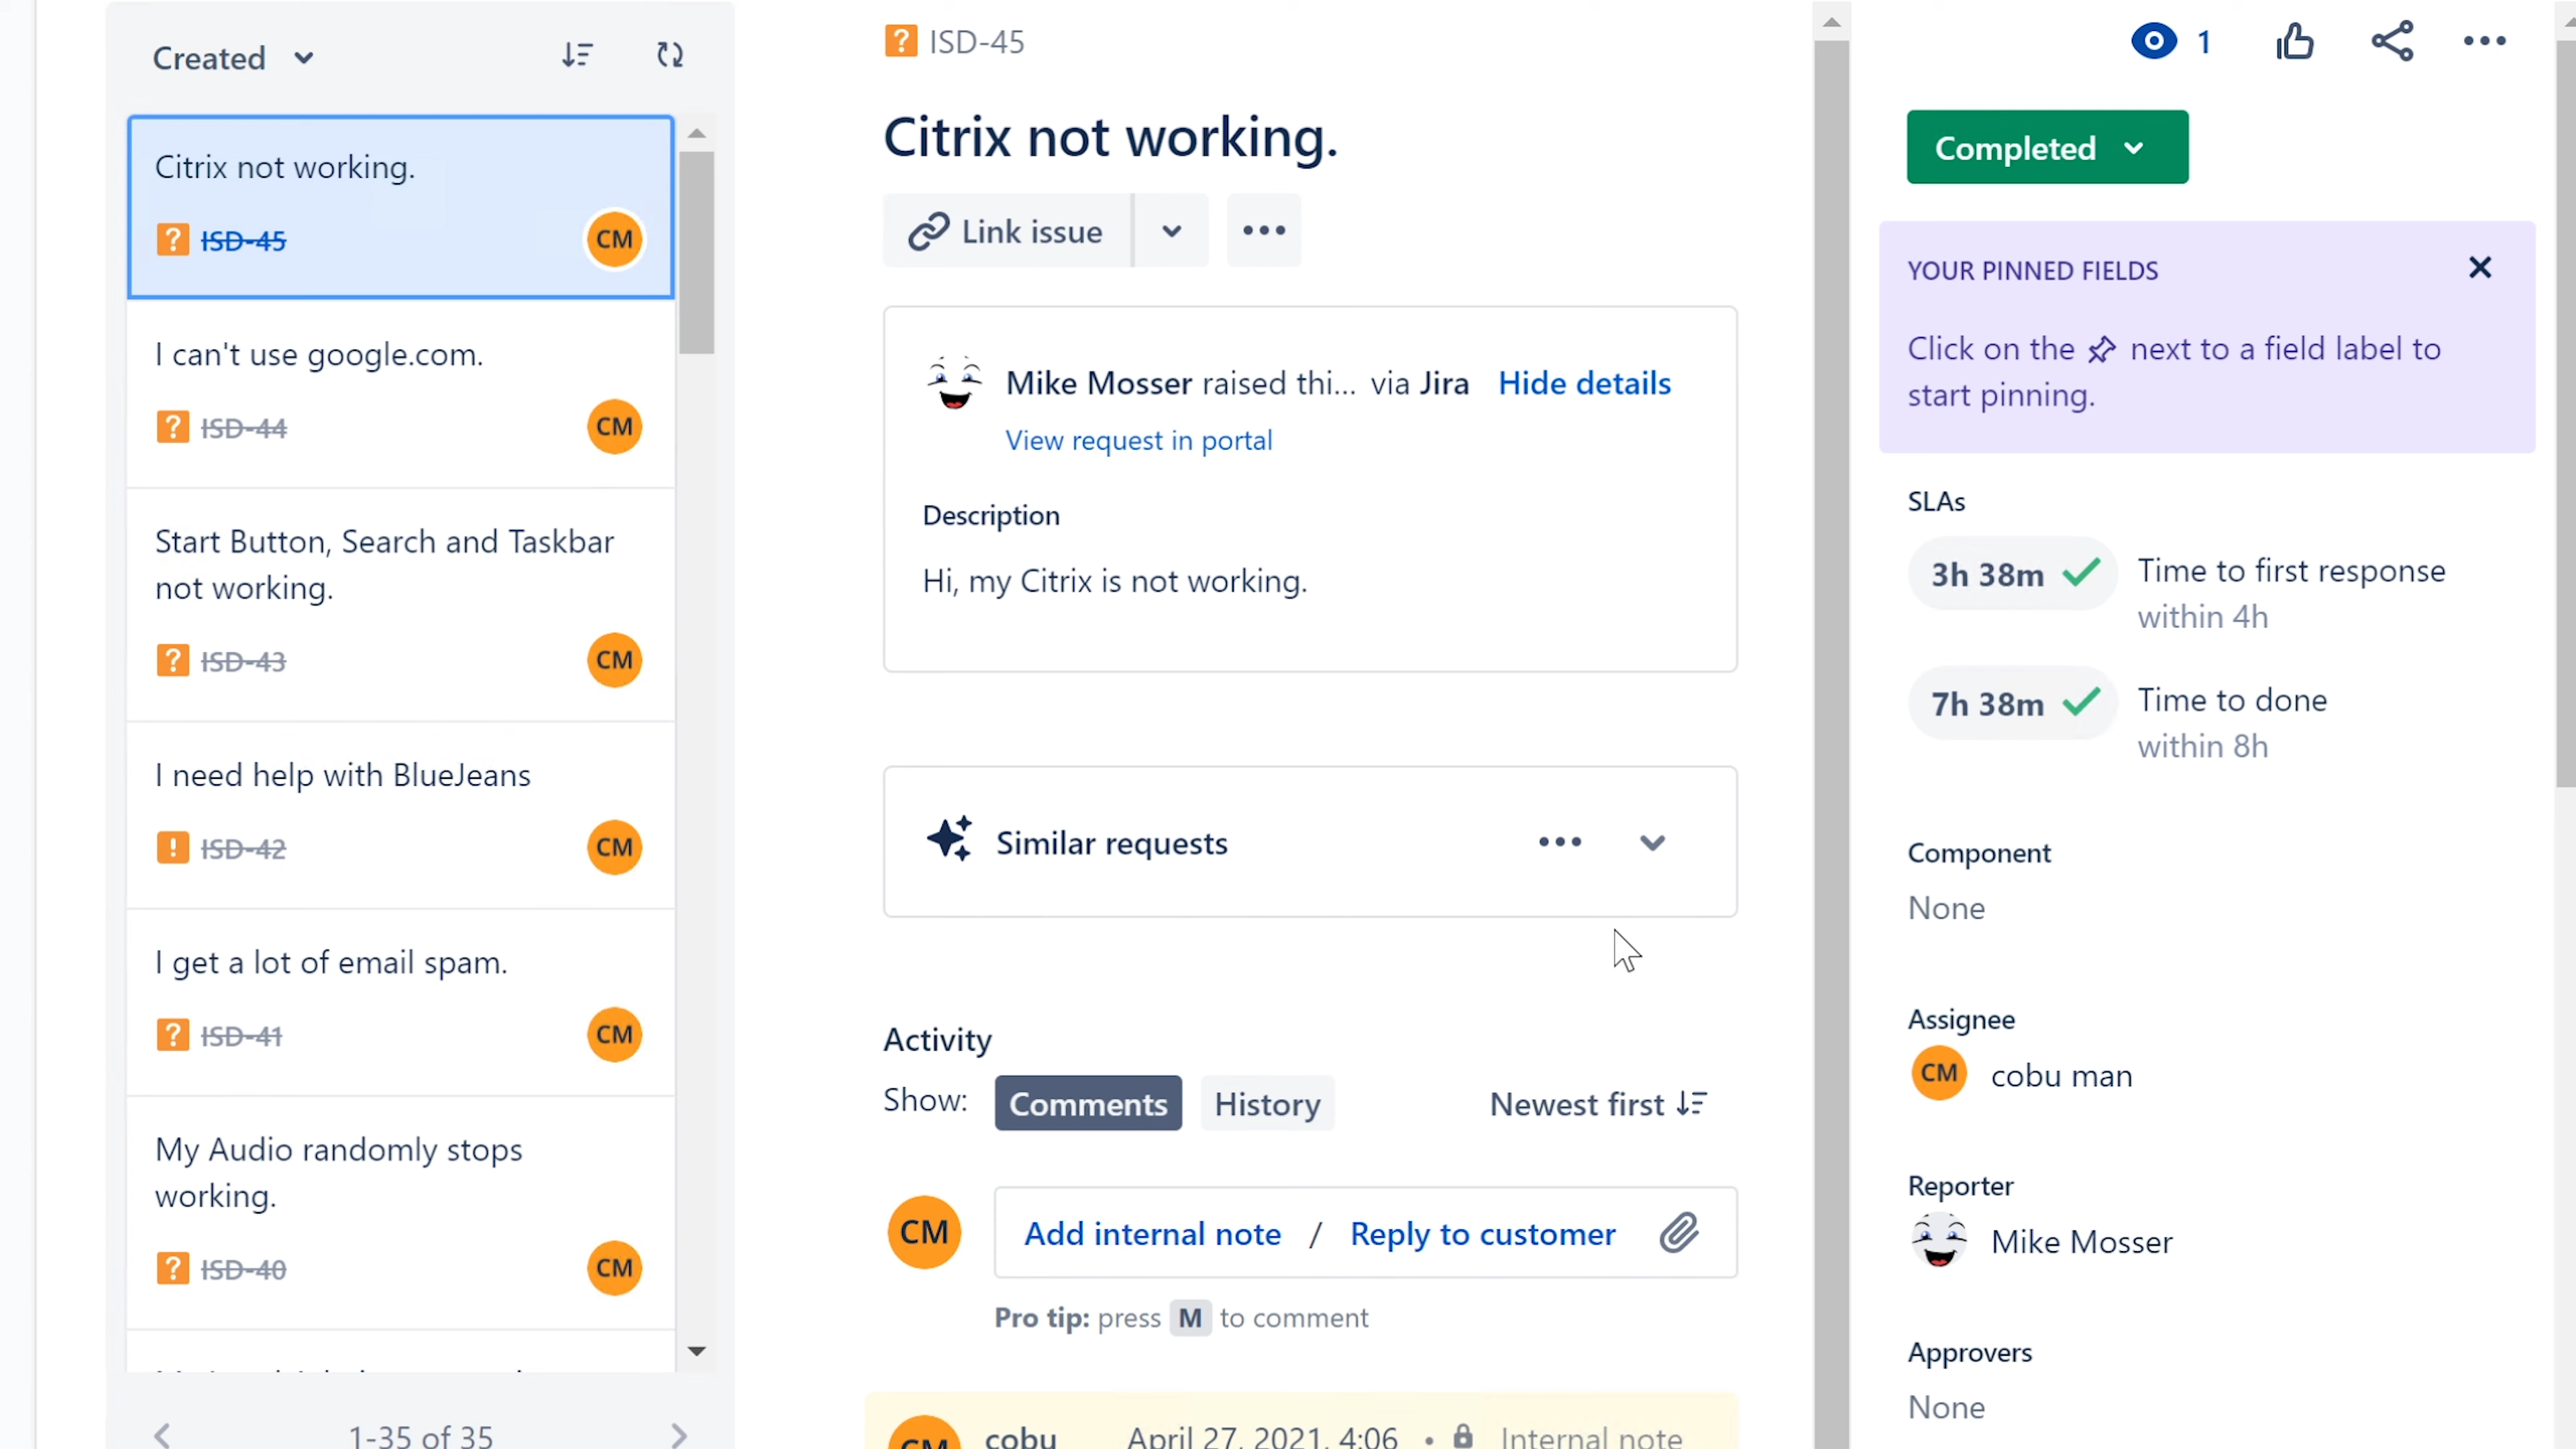 Created
Citrix not working.
ISD-45
CM
I can't use google.com.
ISD-44
CM
Start Button, Search and Taskbar
not working.
ISD-43
CM
I need help with BlueJeans
ISD-42
CM
I get a lot of email spam.
ISD-41
CM
My Audio randomly stops
working.
ISD-40
CM
1-35 of 35
ISD-45
Citrix not working.
Link issue
Mike Mosser raised thi... via Jira Hide details
View request in portal
Description
Hi, my Citrix is not working.
Similar requests
Activity
Show: Comments History Newest first
CM Add internal note / Reply to customer
Pro tip: press M to comment
CM cobu April 27, 2021, 4:06 • Internal note
1
Completed
YOUR PINNED FIELDS
Click on the next to a field label to
start pinning.
SLAs
3h 38m Time to first response
within 4h
7h 38m Time to done
within 8h
Component
None
Assignee
CM cobu man
Reporter
Mike Mosser
Approvers
None